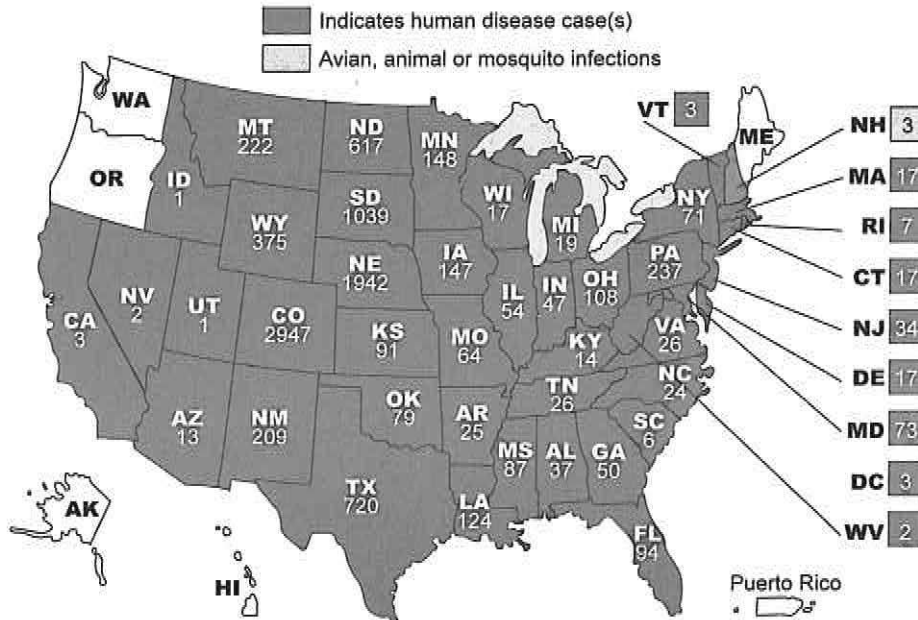 Indicates human disease case(s)
Avian, animal or mosquito infections
WA
OR
MT
222
ID
1
WY
375
ND
617
SD
1039
NE
1942
MN
148
WI
17
MI
19
IA
147
NV
2
UT
1
CO
2947
KS
91
CA
3
AZ
13
NM
209
OK
79
TX
720
MO
64
AR
25
LA
124
IL
54
IN
47
OH
108
KY
14
TN
26
MS
87
AL
37
GA
50
FL
94
SC
6
NC
24
VA
26
PA
237
NY
71
VT 3
ME
NH 3
MA 17
RI 7
CT 17
NJ 34
DE 17
MD 73
DC 3
WV 2
AK
HI
Puerto Rico